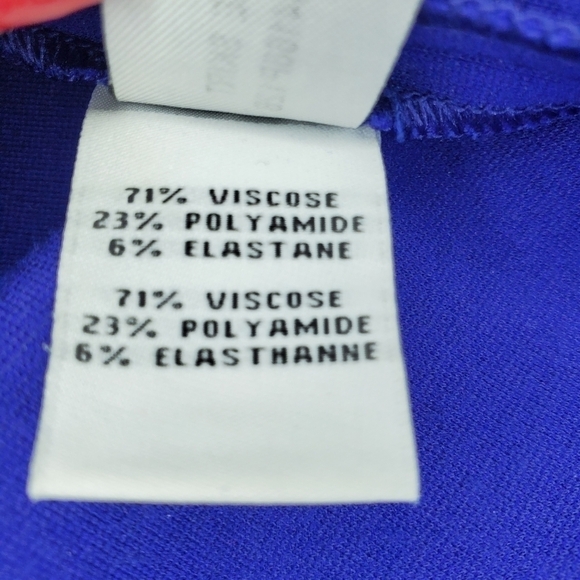 71% VISCOSE
23% POLYAMIDE
6% ELASTANE
71% VISCOSE
23% POLYAMIDE
6% ELASTHANNE